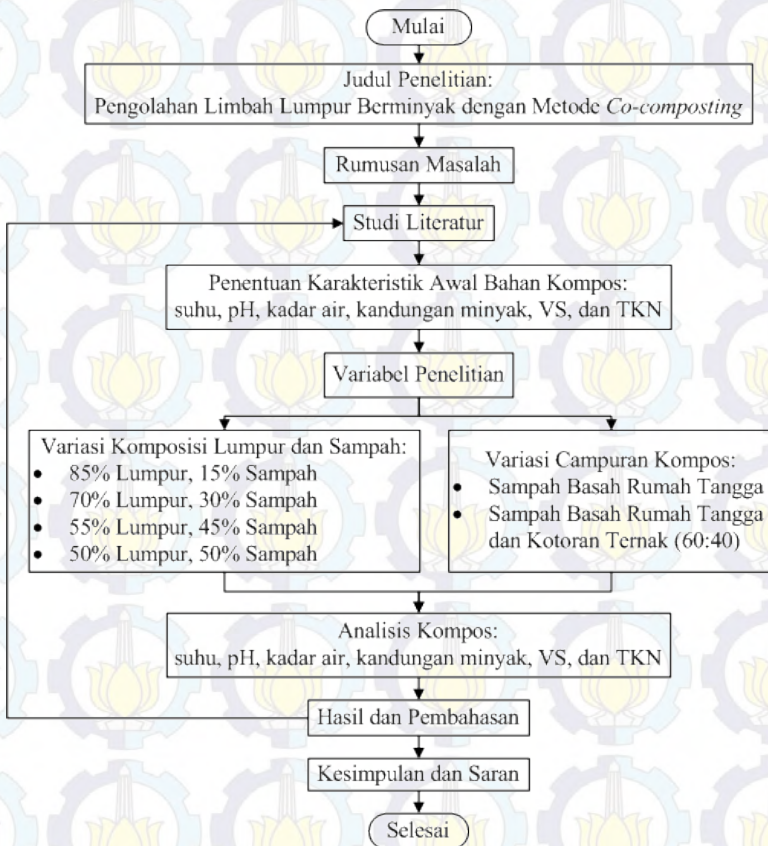 Mulai
Judul Penelitian:
Pengolahan Limbah Lumpur Berminyak dengan Metode Co-composting
Rumusan Masalah
Studi Literatur
Penentuan Karakteristik Awal Bahan Kompos:
suhu, pH, kadar air, kandungan minyak, VS, dan TKN
Variabel Penelitian
Variasi Komposisi Lumpur dan Sampah:
• 85% Lumpur, 15% Sampah
• 70% Lumpur, 30% Sampah
• 55% Lumpur, 45% Sampah
• 50% Lumpur, 50% Sampah
Variasi Campuran Kompos:
• Sampah Basah Rumah Tangga
• Sampah Basah Rumah Tangga
dan Kotoran Ternak (60:40)
Analisis Kompos:
suhu, pH, kadar air, kandungan minyak, VS, dan TKN
Hasil dan Pembahasan
Kesimpulan dan Saran
Selesai